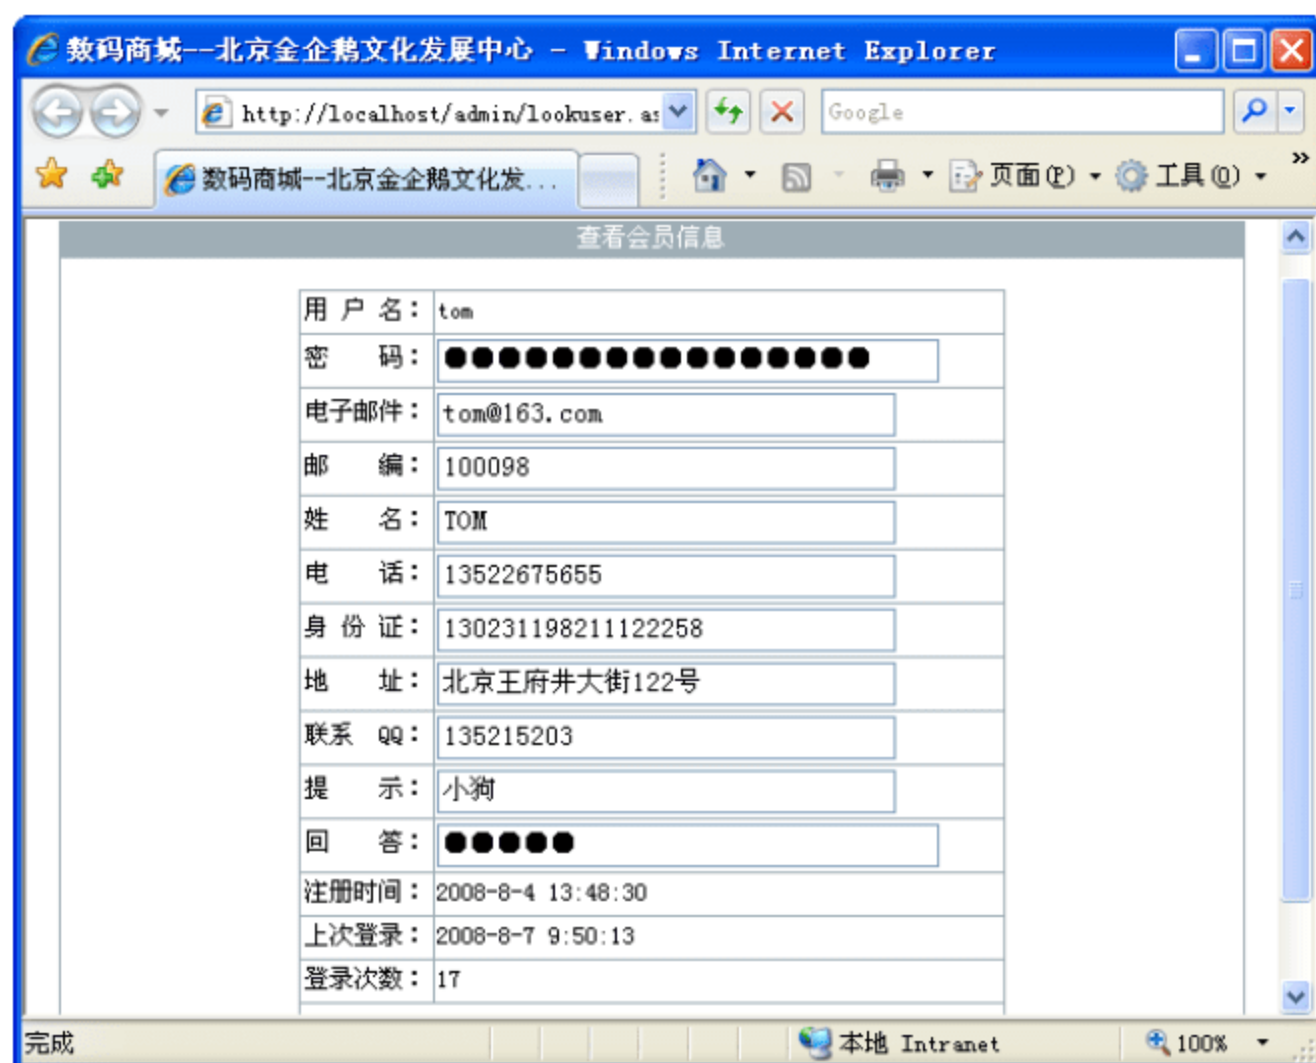 数码商城--北京金企鹅文化发展中心 - Windows Internet Explorer
http://localhost/admin/lookuser.as
Google
数码商城--北京金企鹅文化发...
页面(P)
工具(O)
»
查看会员信息
用 户 名： tom
密 码： ●●●●●●●●●●●●●●●●
电子邮件： tom@163.com
邮 编： 100098
姓 名： TOM
电 话： 13522675655
身 份 证： 130231198211122258
地 址： 北京王府井大街122号
联系 QQ： 135215203
提 示： 小狗
回 答： ●●●●●
注册时间： 2008-8-4 13:48:30
上次登录： 2008-8-7 9:50:13
登录次数： 17
完成
本地 Intranet
100%